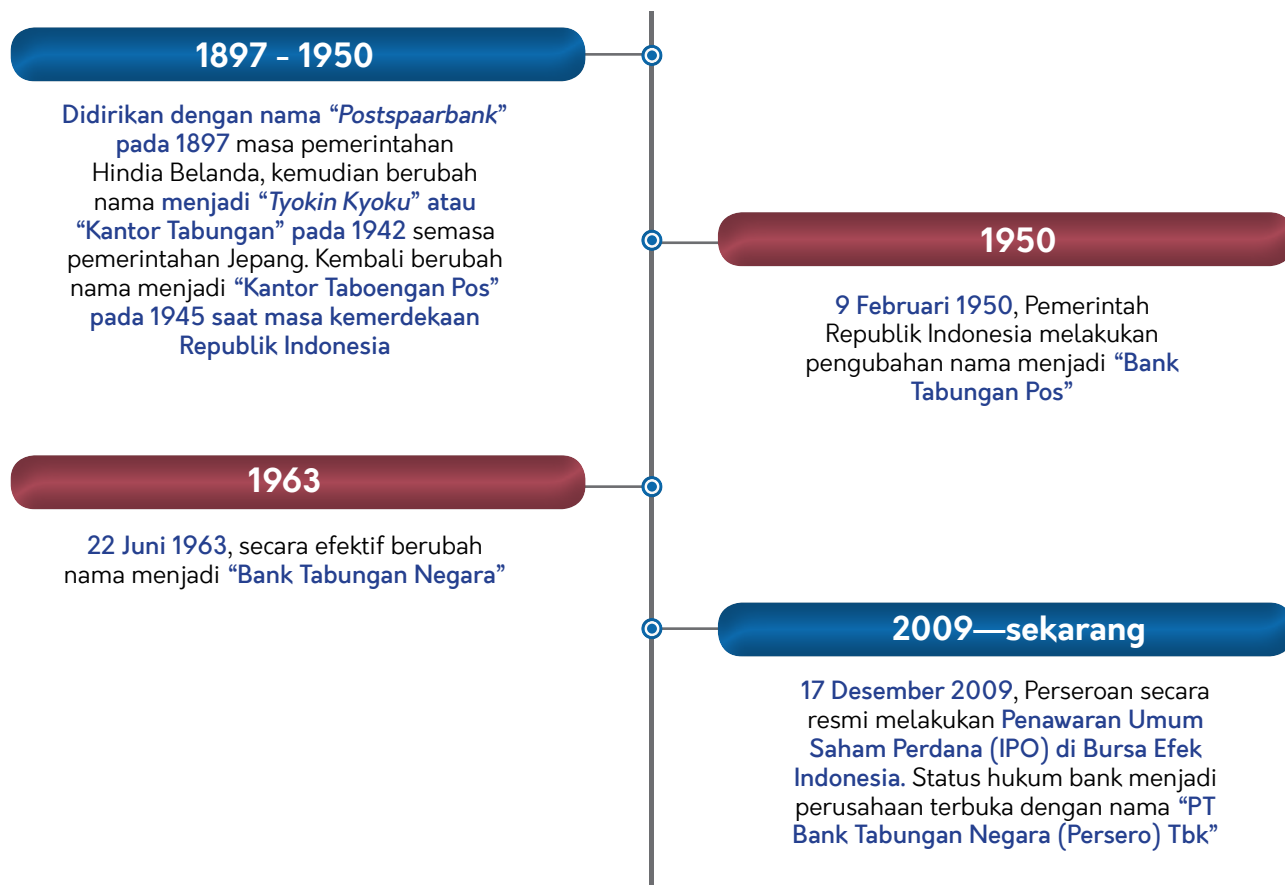 1897 - 1950
Didirikan dengan nama “Postspaarbank”
pada 1897 masa pemerintahan
Hindia Belanda, kemudian berubah
nama menjadi “Tyokin Kyoku” atau
“Kantor Tabungan” pada 1942 semasa
pemerintahan Jepang. Kembali berubah
nama menjadi “Kantor Taboengan Pos”
pada 1945 saat masa kemerdekaan
Republik Indonesia
1950
9 Februari 1950, Pemerintah
Republik Indonesia melakukan
pengubahan nama menjadi “Bank
Tabungan Pos”
1963
22 Juni 1963, secara efektif berubah
nama menjadi “Bank Tabungan Negara”
2009—sekarang
17 Desember 2009, Perseroan secara
resmi melakukan Penawaran Umum
Saham Perdana (IPO) di Bursa Efek
Indonesia. Status hukum bank menjadi
perusahaan terbuka dengan nama “PT
Bank Tabungan Negara (Persero) Tbk”